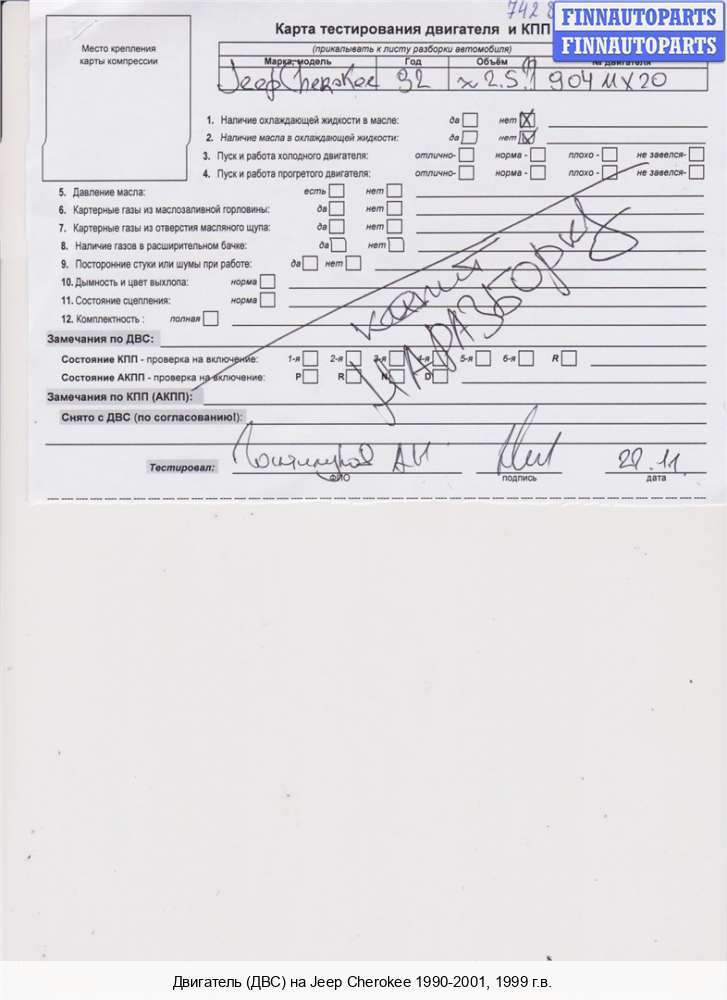 742
FINNAUTOPARTS
FINNAUTOPARTS
Карта тестирования двигателя и КПП
(прикалывать к листу разборки автомобиля)
Место крепления
карты компрессии
Марка, модель Год Объём № двигателя
Jeep Cherokee 92 2.5 904 MX20
1. Наличие охлаждающей жидкости в масле: да нет X
2. Наличие масла в охлаждающей жидкости: да нет X
3. Пуск и работа холодного двигателя: отлично- норма - плохо - не завелся-
4. Пуск и работа прогретого двигателя: отлично- норма - плохо - не завелся-
5. Давление масла: есть нет
6. Картерные газы из маслозаливной горловины: да нет
7. Картерные газы из отверстия масляного щупа: да нет
8. Наличие газов в расширительном бачке: да нет
9. Посторонние стуки или шумы при работе: да нет
10. Дымность и цвет выхлопа: норма
11. Состояние сцепления: норма
12. Комплектность : полная
НА РАЗБОРКУ
Замечания по ДВС:
Состояние КПП - проверка на включение: 1-я 2-я 3-я 4-я 5-я 6-я R
Состояние АКПП - проверка на включение: P R N D
Замечания по КПП (АКПП):
Снято с ДВС (по согласованию!):
Тестировал:
ФИО подпись дата
Двигатель (ДВС) на Jeep Cherokee 1990-2001, 1999 г.в.